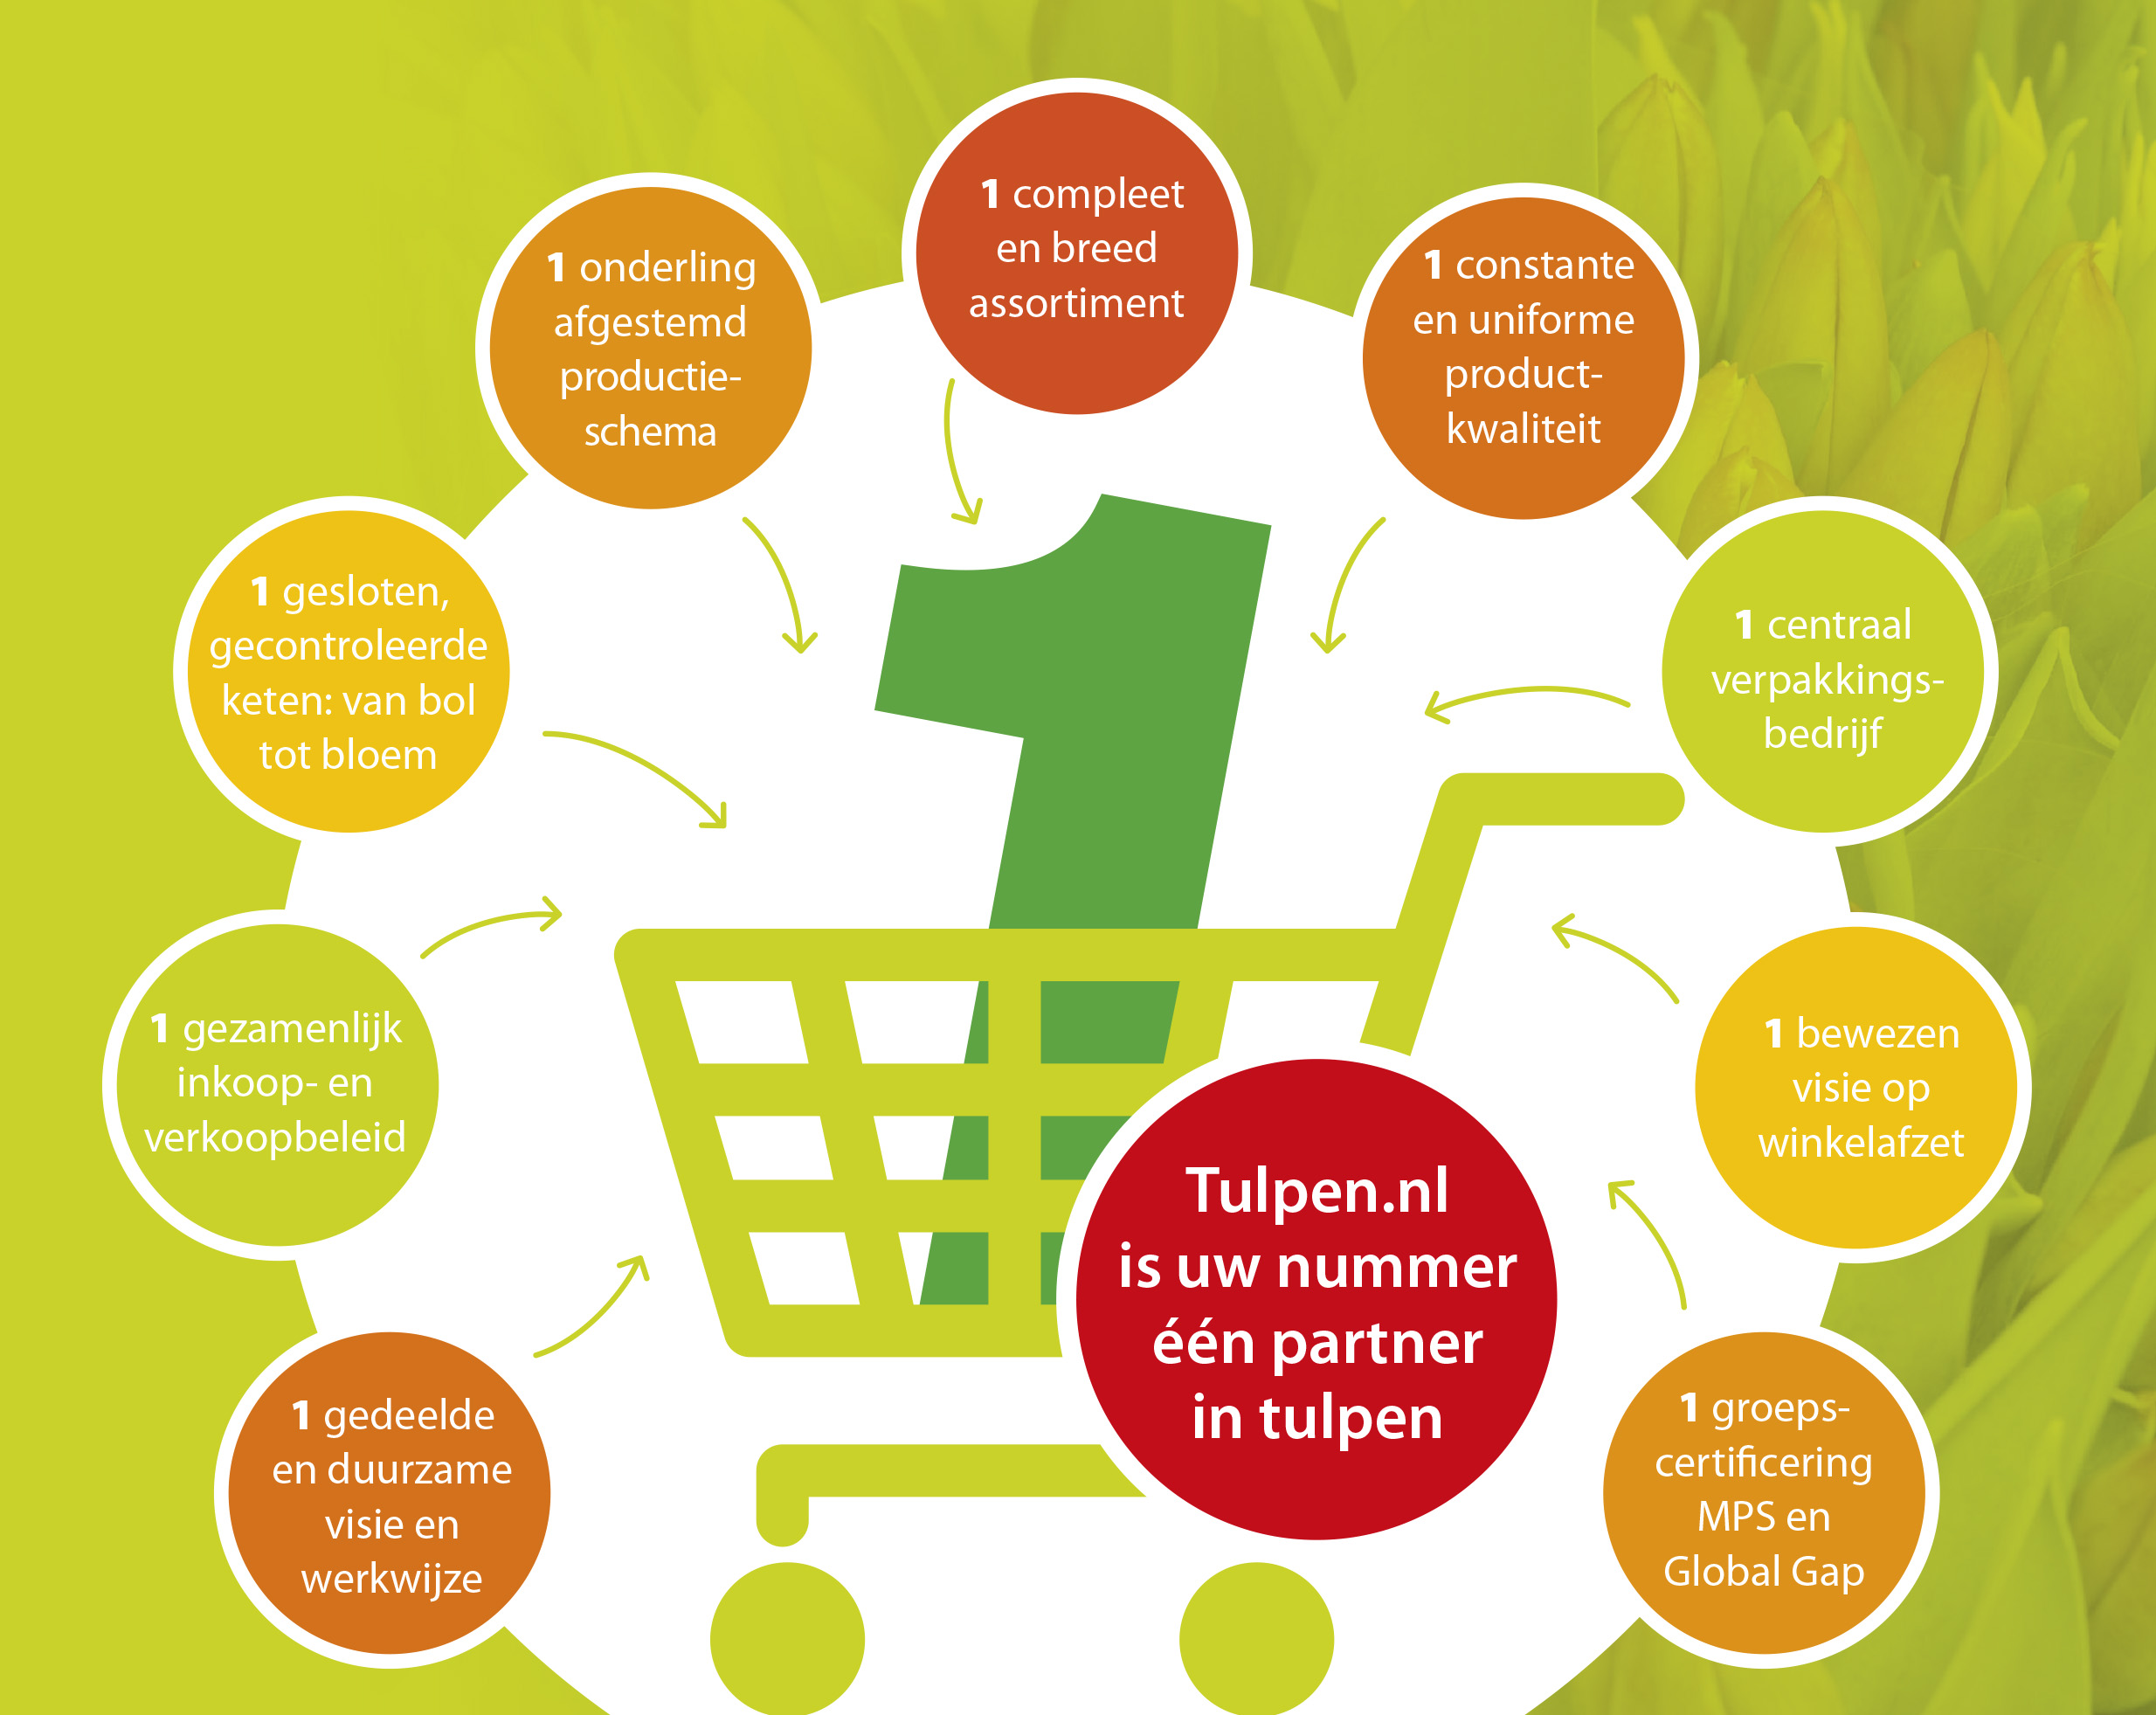 1 compleet
en breed
assortiment
1 onderling
afgestemd
productie-
schema
1 constante
en uniforme
product-
kwaliteit
1 gesloten,
gecontroleerde
keten: van bol
tot bloem
1 centraal
verpakkings-
bedrijf
1 gezamenlijk
inkoop- en
verkoopbeleid
1 bewezen
visie op
winkelafzet
1 gedeelde
en duurzame
visie en
werkwijze
1 groeps-
certificering
MPS en
Global Gap
1
Tulpen.nl
is uw nummer
één partner
in tulpen